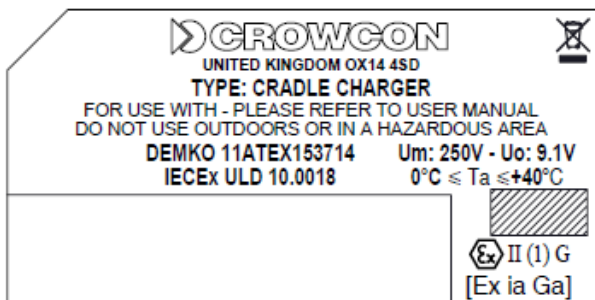 CROWCON
UNITED KINGDOM OX14 4SD
TYPE: CRADLE CHARGER
FOR USE WITH - PLEASE REFER TO USER MANUAL
DO NOT USE OUTDOORS OR IN A HAZARDOUS AREA
DEMKO 11ATEX153714 Um: 250V - Uo: 9.1V
IECEx ULD 10.0018 0°C ≤ Ta ≤+40°C
Ex II (1) G
[Ex ia Ga]